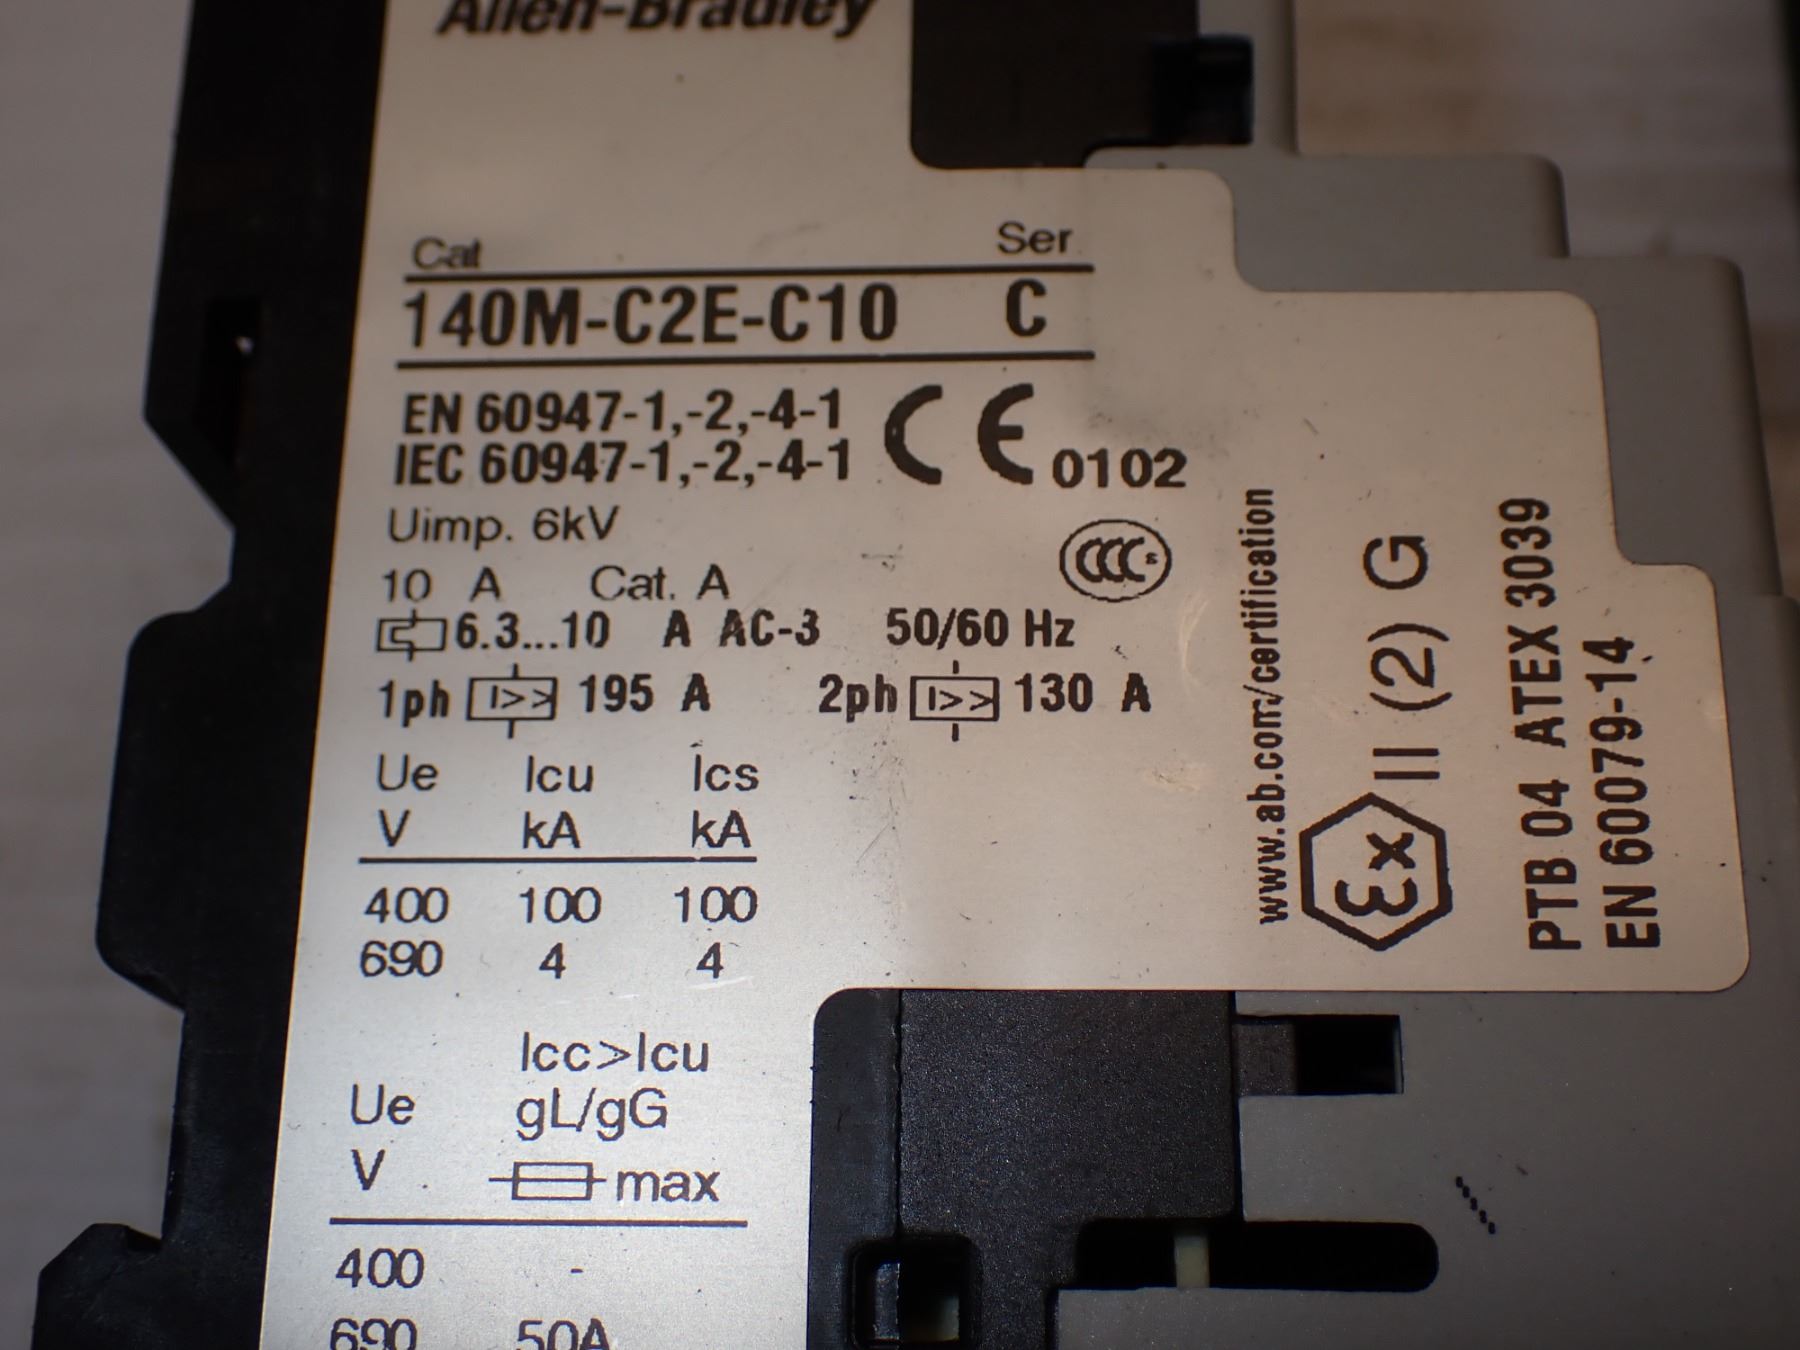 Allen-Bradley
Cat Ser
140M-C2E-C10 C
EN 60947-1,-2,-4-1
IEC 60947-1,-2,-4-1
CE 0102
Uimp. 6kV
CCC S
10 A Cat. A
6.3...10 A AC-3 50/60 Hz
1ph I>> 195 A 2ph I>> 130 A
Ue Icu Ics
V kA kA
400 100 100
690 4 4
Icc>Icu
Ue gL/gG
V max
400 -
690 50A
www.ab.com/certification
Ex II (2) G
PTB 04 ATEX 3039
EN 60079-14